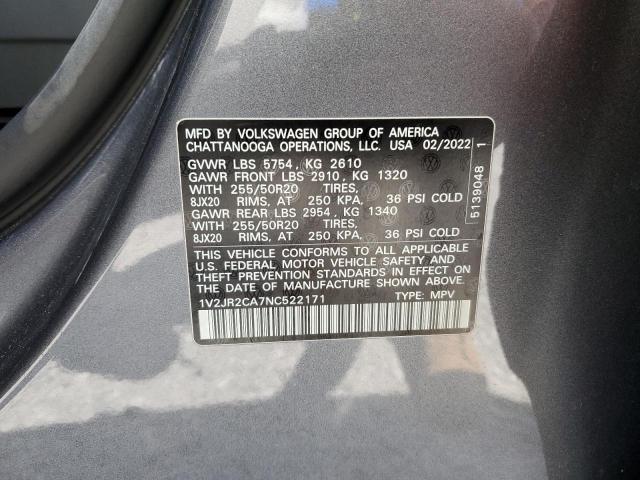 MFD BY VOLKSWAGEN GROUP OF AMERICA
CHATTANOOGA OPERATIONS, LLC. USA 02/2022 1
GVWR LBS 5754 , KG 2610
GAWR FRONT LBS 2910 , KG 1320
WITH 255/50R20 TIRES,
8JX20 RIMS, AT 250 KPA, 36 PSI COLD
GAWR REAR LBS 2954 , KG 1340
WITH 255/50R20 TIRES,
8JX20 RIMS, AT 250 KPA, 36 PSI COLD
THIS VEHICLE CONFORMS TO ALL APPLICABLE
U.S. FEDERAL MOTOR VEHICLE SAFETY AND
THEFT PREVENTION STANDARDS IN EFFECT ON
THE DATE OF MANUFACTURE SHOWN ABOVE.
1V2JR2CA7NC522171 TYPE: MPV
5139048